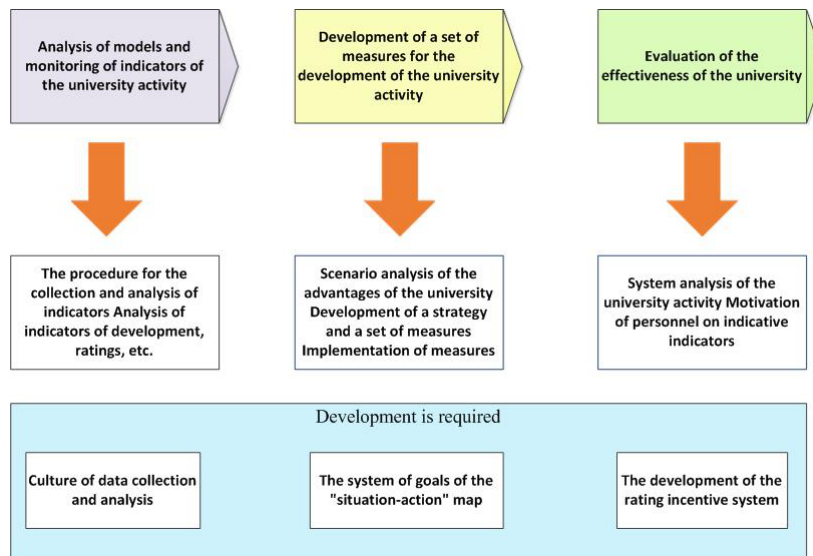 Analysis of models and
monitoring of indicators of
the university activity
Development of a set of
measures for the
development of the university
activity
Evaluation of the
effectiveness of the university
The procedure for the
collection and analysis of
indicators Analysis of
indicators of development,
ratings, etc.
Scenario analysis of the
advantages of the university
Development of a strategy
and a set of measures
Implementation of measures
System analysis of the
university activity Motivation
of personnel on indicative
indicators
Development is required
Culture of data collection
and analysis
The system of goals of the
"situation-action" map
The development of the
rating incentive system